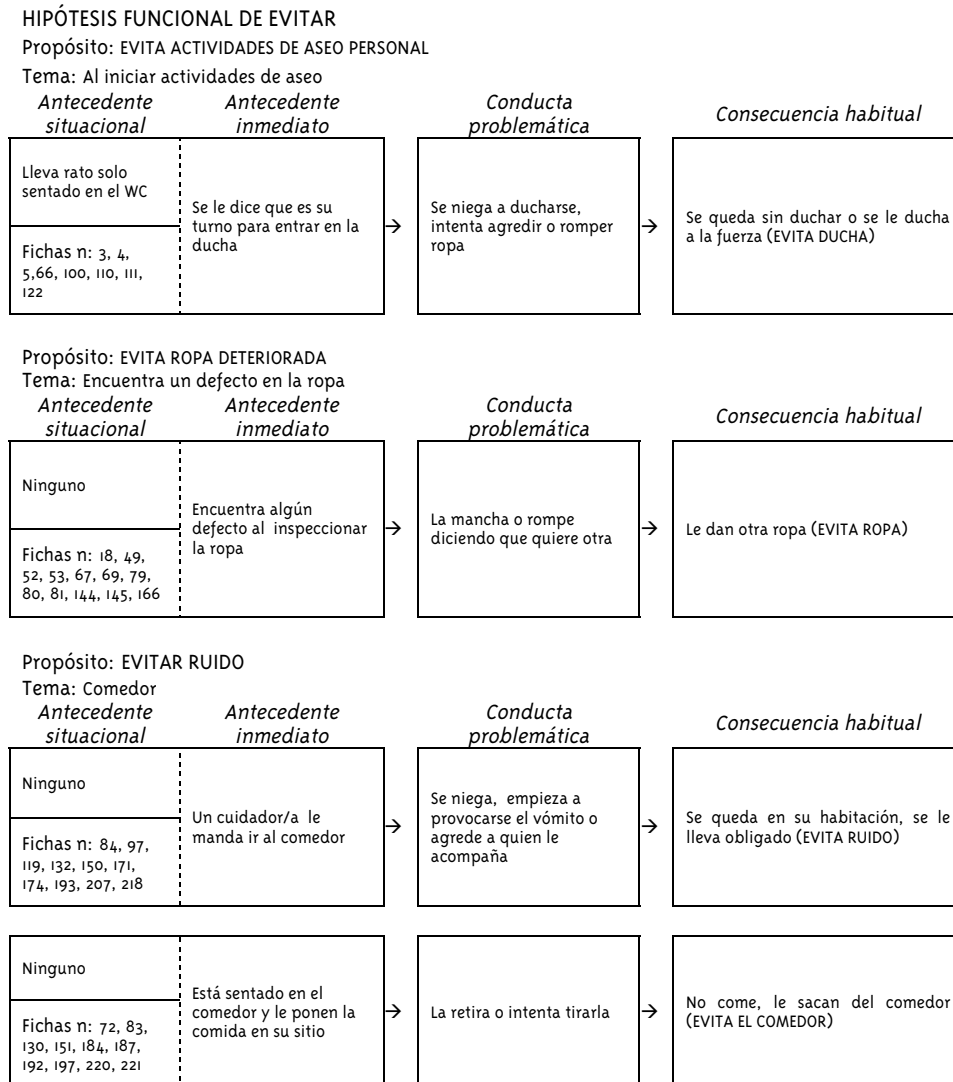 HIPÓTESIS FUNCIONAL DE EVITAR
Propósito: EVITA ACTIVIDADES DE ASEO PERSONAL
Tema: Al iniciar actividades de aseo
Antecedente
situacional
Antecedente
inmediato
Conducta
problemática
Consecuencia habitual
Lleva rato solo
sentado en el WC
Fichas n: 3, 4,
5,66, 100, 110, 111,
122
Se le dice que es su
turno para entrar en la
ducha
→
Se niega a ducharse,
intenta agredir o romper
ropa
→
Se queda sin duchar o se le ducha
a la fuerza (EVITA DUCHA)
Propósito: EVITA ROPA DETERIORADA
Tema: Encuentra un defecto en la ropa
Antecedente
situacional
Antecedente
inmediato
Conducta
problemática
Consecuencia habitual
Ninguno
Fichas n: 18, 49,
52, 53, 67, 69, 79,
80, 81, 144, 145, 166
Encuentra algún
defecto al inspeccionar
la ropa
→
La mancha o rompe
diciendo que quiere otra
→
Le dan otra ropa (EVITA ROPA)
Propósito: EVITAR RUIDO
Tema: Comedor
Antecedente
situacional
Antecedente
inmediato
Conducta
problemática
Consecuencia habitual
Ninguno
Fichas n: 84, 97,
119, 132, 150, 171,
174, 193, 207, 218
Un cuidador/a le
manda ir al comedor
→
Se niega, empieza a
provocarse el vómito o
agrede a quien le
acompaña
→
Se queda en su habitación, se le
lleva obligado (EVITA RUIDO)
Ninguno
Fichas n: 72, 83,
130, 151, 184, 187,
192, 197, 220, 221
Está sentado en el
comedor y le ponen la
comida en su sitio
→
La retira o intenta tirarla
→
No come, le sacan del comedor
(EVITA EL COMEDOR)